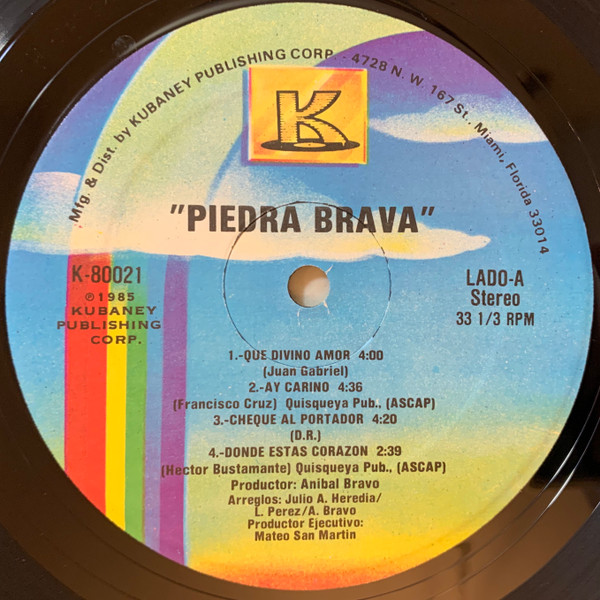 Mfg. & Dist. by KUBANEY PUBLISHING CORP. - 4728 N. W. 167 St., Miami, Florida 33014
K
"PIEDRA BRAVA"
K-80021
℗1985
KUBANEY
PUBLISHING
CORP.
LADO-A
Stereo
33 1/3 RPM
1.-QUE DIVINO AMOR 4:00
(Juan Gabriel)
2.-AY CARINO 4:36
(Francisco Cruz) Quisqueya Pub., (ASCAP)
3.-CHEQUE AL PORTADOR 4:20
(D.R.)
4.-DONDE ESTAS CORAZON 2:39
(Hector Bustamante) Quisqueya Pub., (ASCAP)
Productor: Anibal Bravo
Arreglos: Julio A. Heredia/
L. Perez/A. Bravo
Productor Ejecutivo:
Mateo San Martin